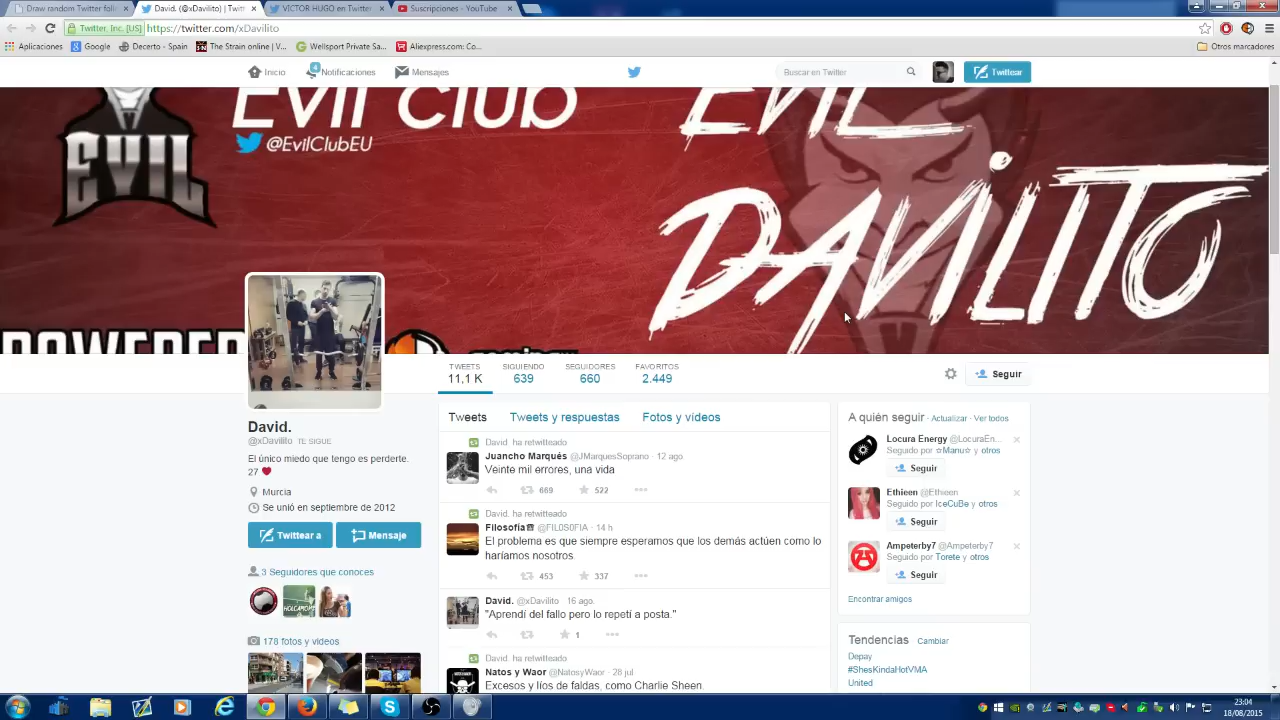 Draw random Twitter follo
David. (@xDavilito) | Twitt
VICTOR HUGO en Twitter
Suscripciones - YouTube
Twitter, Inc. [US] https://twitter.com/xDavilito
Aplicaciones Google Decerto - Spain The New York Times Wellsport Private Sa... Aliexpress.com: Co... Otros marcadores
Inicio 4 Notificaciones Mensajes Buscar en Twitter Twittear
Evil Club
@EvilClubEU
EVIL
EVIL
DAVILITO
POWERED
TWEETS SIGUIENDO SEGUIDORES FAVORITOS
11,1 K 639 660 2.449
Seguir
David.
@xDavilito TE SIGUE
El único miedo que tengo es perderte.
27
Murcia
Se unió en septiembre de 2012
Twittear a Mensaje
3 Seguidores que conoces
HOLCAMOME
178 fotos y videos
Tweets Tweets y respuestas Fotos y vídeos
David. ha retwitteado
Juancho Marqués @JMarquesSoprano · 12 ago
Veinte mil errores, una vida
669 522
David. ha retwitteado
Filosofía @FIL0S0FIA · 14 h
El problema es que siempre esperamos que los demás actúen como lo
haríamos nosotros.
453 337
David. @xDavilito · 16 ago.
"Aprendí del fallo pero lo repetí a posta."
1
David. ha retwitteado
Natos y Waor @NatosyWaor · 28 jul
Excesos y líos de faldas, como Charlie Sheen.
A quién seguir · Actualizar · Ver todos
Locura Energy @LocuraEn...
Seguido por ☆Manu☆ y otros
Seguir
Ethieen @Ethieen
Seguido por IceCuBe y otros
Seguir
Ampeterby7 @Ampeterby7
Seguido por Torete y otros
Seguir
Encontrar amigos
Tendencias Cambiar
Depay
#ShesKindaHotVMA
United
23:04
18/08/2015